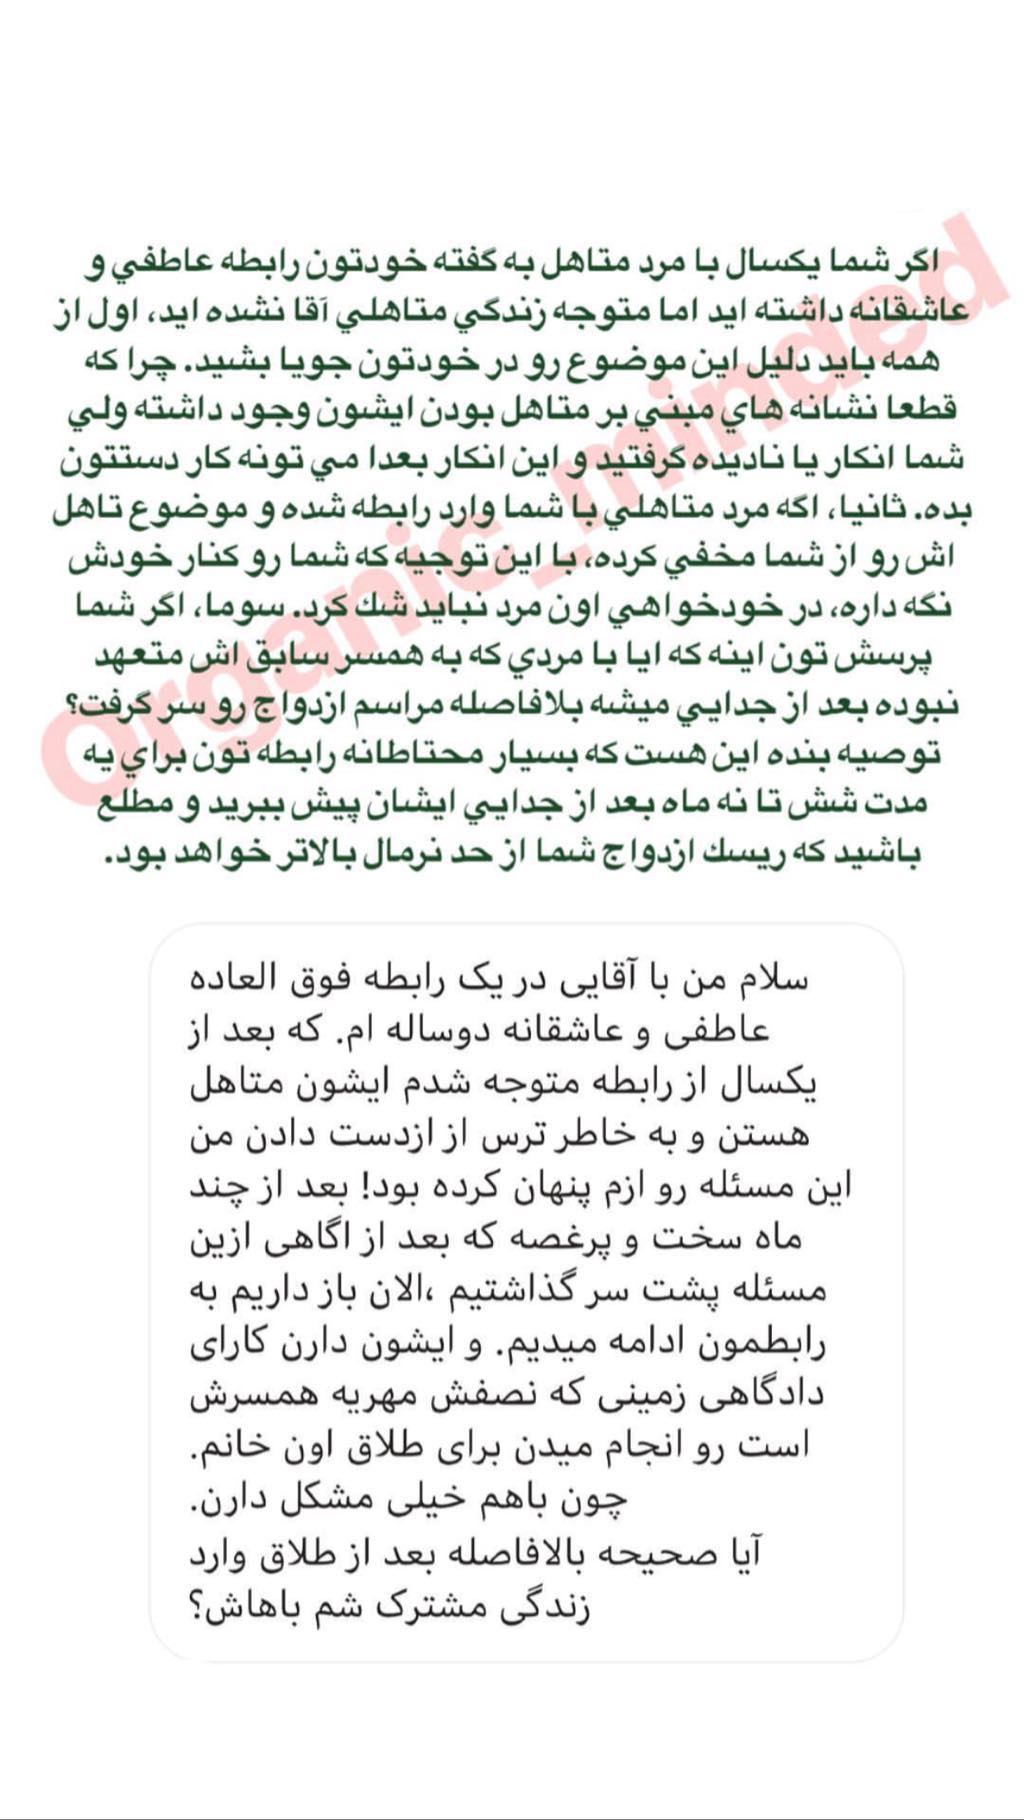 اگر شما يكسال با مرد متاهل به گفته خودتون رابطه عاطفي و
عاشقانه داشته ايد اما متوجه زندگي متاهلي آقا نشده ايد، اول از
همه بايد دليل اين موضوع رو در خودتون جويا بشيد. چرا كه
قطعا نشانه هاي مبني بر متاهل بودن ايشون وجود داشته ولي
شما انكار يا ناديده گرفتيد و اين انكار بعدا مي تونه كار دستتون
بده. ثانيا، اگه مرد متاهلي با شما وارد رابطه شده و موضوع تاهل
اش رو از شما مخفي كرده، با اين توجيه كه شما رو كنار خودش
نگه داره، در خودخواهي اون مرد نبايد شك كرد. سوما، اگر شما
پرسش تون اينه كه ايا با مردي كه به همسر سابق اش متعهد
نبوده بعد از جدايي ميشه بلافاصله مراسم ازدواج رو سر گرفت؟
توصيه بنده اين هست كه بسيار محتاطانه رابطه تون براي يه
مدت شش تا نه ماه بعد از جدايي ايشان پيش ببريد و مطلع
باشيد كه ريسك ازدواج شما از حد نرمال بالاتر خواهد بود.
Organic_minded
سلام من با آقایی در یک رابطه فوق العاده
عاطفی و عاشقانه دوساله ام. که بعد از
یکسال از رابطه متوجه شدم ایشون متاهل
هستن و به خاطر ترس از ازدست دادن من
این مسئله رو ازم پنهان کرده بود! بعد از چند
ماه سخت و پرغصه که بعد از اگاهی ازین
مسئله پشت سر گذاشتیم ،الان باز داریم به
رابطمون ادامه میدیم. و ایشون دارن کارای
دادگاهی زمینی که نصفش مهریه همسرش
است رو انجام میدن برای طلاق اون خانم.
چون باهم خیلی مشکل دارن.
آیا صحیحه بالافاصله بعد از طلاق وارد
زندگی مشترک شم باهاش؟